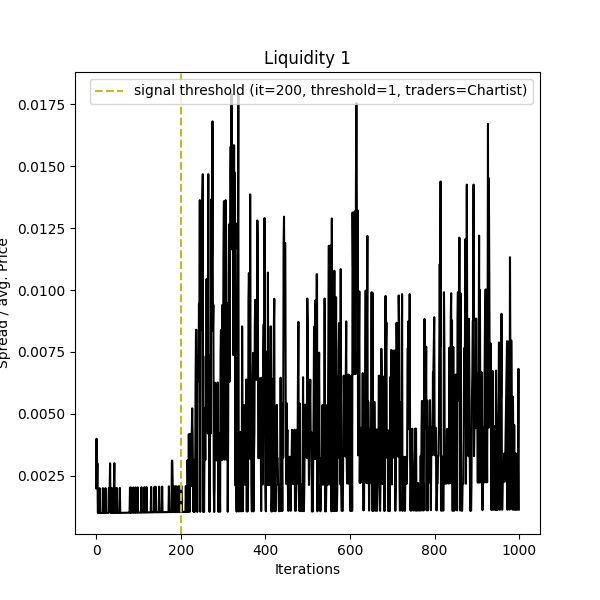 Liquidity 1
signal threshold (it=200, threshold=1, traders=Chartist)
0.0175
0.0150
0.0125
0.0100
0.0075
0.0050
0.0025
Spread / avg. Price
0 200 400 600 800 1000
Iterations